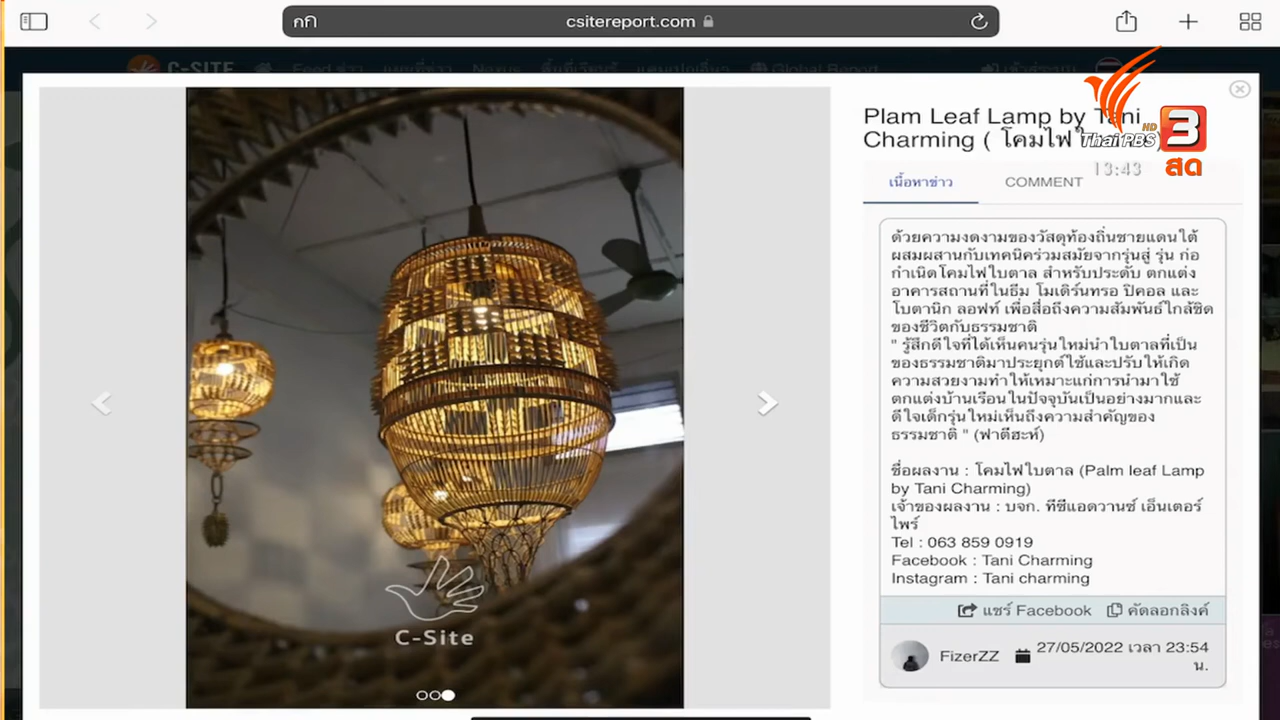 กกิ
csitereport.com
C-SITE
Global Report
Plam Leaf Lamp by Tani
Charming ( โคมไฟใบ
Thai PBS HD
3
สด
13:43
เนื้อหาข่าว COMMENT
ด้วยความงดงามของวัสดุท้องถิ่นชายแดนใต้
ผสมผสานกับเทคนิคร่วมสมัยจากรุ่นสู่ รุ่น ก่อ
กำเนิดโคมไฟใบตาล สำหรับประดับ ตกแต่ง
อาคารสถานที่ในธีม โมเดิร์นทรอ ปิคอล และ
โบตานิก ลอฟท์ เพื่อสื่อถึงความสัมพันธ์ใกล้ชิด
ของชีวิตกับธรรมชาติ
" รู้สึกดีใจที่ได้เห็นคนรุ่นใหม่นำใบตาลที่เป็น
ของธรรมชาติมาประยุกต์ใช้และปรับให้เกิด
ความสวยงามทำให้เหมาะแก่การนำมาใช้
ตกแต่งบ้านเรือนในปัจจุบันเป็นอย่างมากและ
ดีใจเด็กรุ่นใหม่เห็นถึงความสำคัญของ
ธรรมชาติ " (ฟาตีฮะห์)
ชื่อผลงาน : โคมไฟใบตาล (Palm leaf Lamp
by Tani Charming)
เจ้าของผลงาน : บจก. ทีซีแอดวานซ์ เอ็นเตอร์
ไพร์
Tel : 063 859 0919
Facebook : Tani Charming
Instagram : Tani charming
แชร์ Facebook คัดลอกลิงค์
FizerZZ 27/05/2022 เวลา 23:54
น.
C-Site